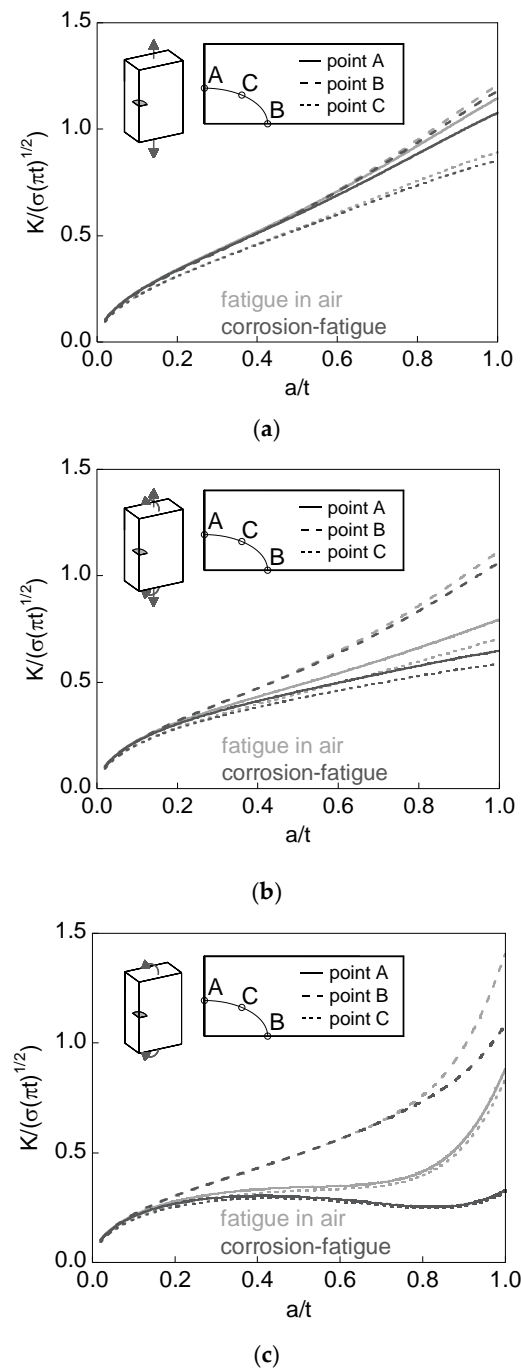 1.5
1.0
0.5
0.0
K/(σ(πt)1/2)
A
C
B
point A
point B
point C
fatigue in air
corrosion-fatigue
0.0 0.2 0.4 0.6 0.8 1.0
a/t
(a)
1.5
1.0
0.5
0.0
K/(σ(πt)1/2)
A
C
B
point A
point B
point C
fatigue in air
corrosion-fatigue
0.0 0.2 0.4 0.6 0.8 1.0
a/t
(b)
1.5
1.0
0.5
0.0
K/(σ(πt)1/2)
A
C
B
point A
point B
point C
fatigue in air
corrosion-fatigue
0.0 0.2 0.4 0.6 0.8 1.0
a/t
(c)